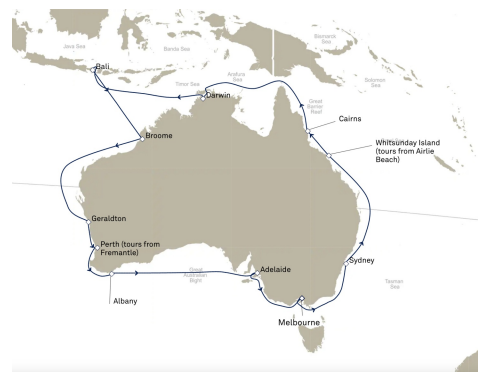 Java Sea
Banda Sea
Bismark
Sea
Solomon
Sea
Bali
Timor Sea
Arafura
Sea
Darwin
Great
Barrier
Reef
Cairns
Broome
Whitsunday Island
(tours from Airlie
Beach)
Geraldton
Perth (tours from
Fremantle)
Albany
Great
Australian
Bight
Adelaide
Sydney
Tasman
Sea
Melbourne